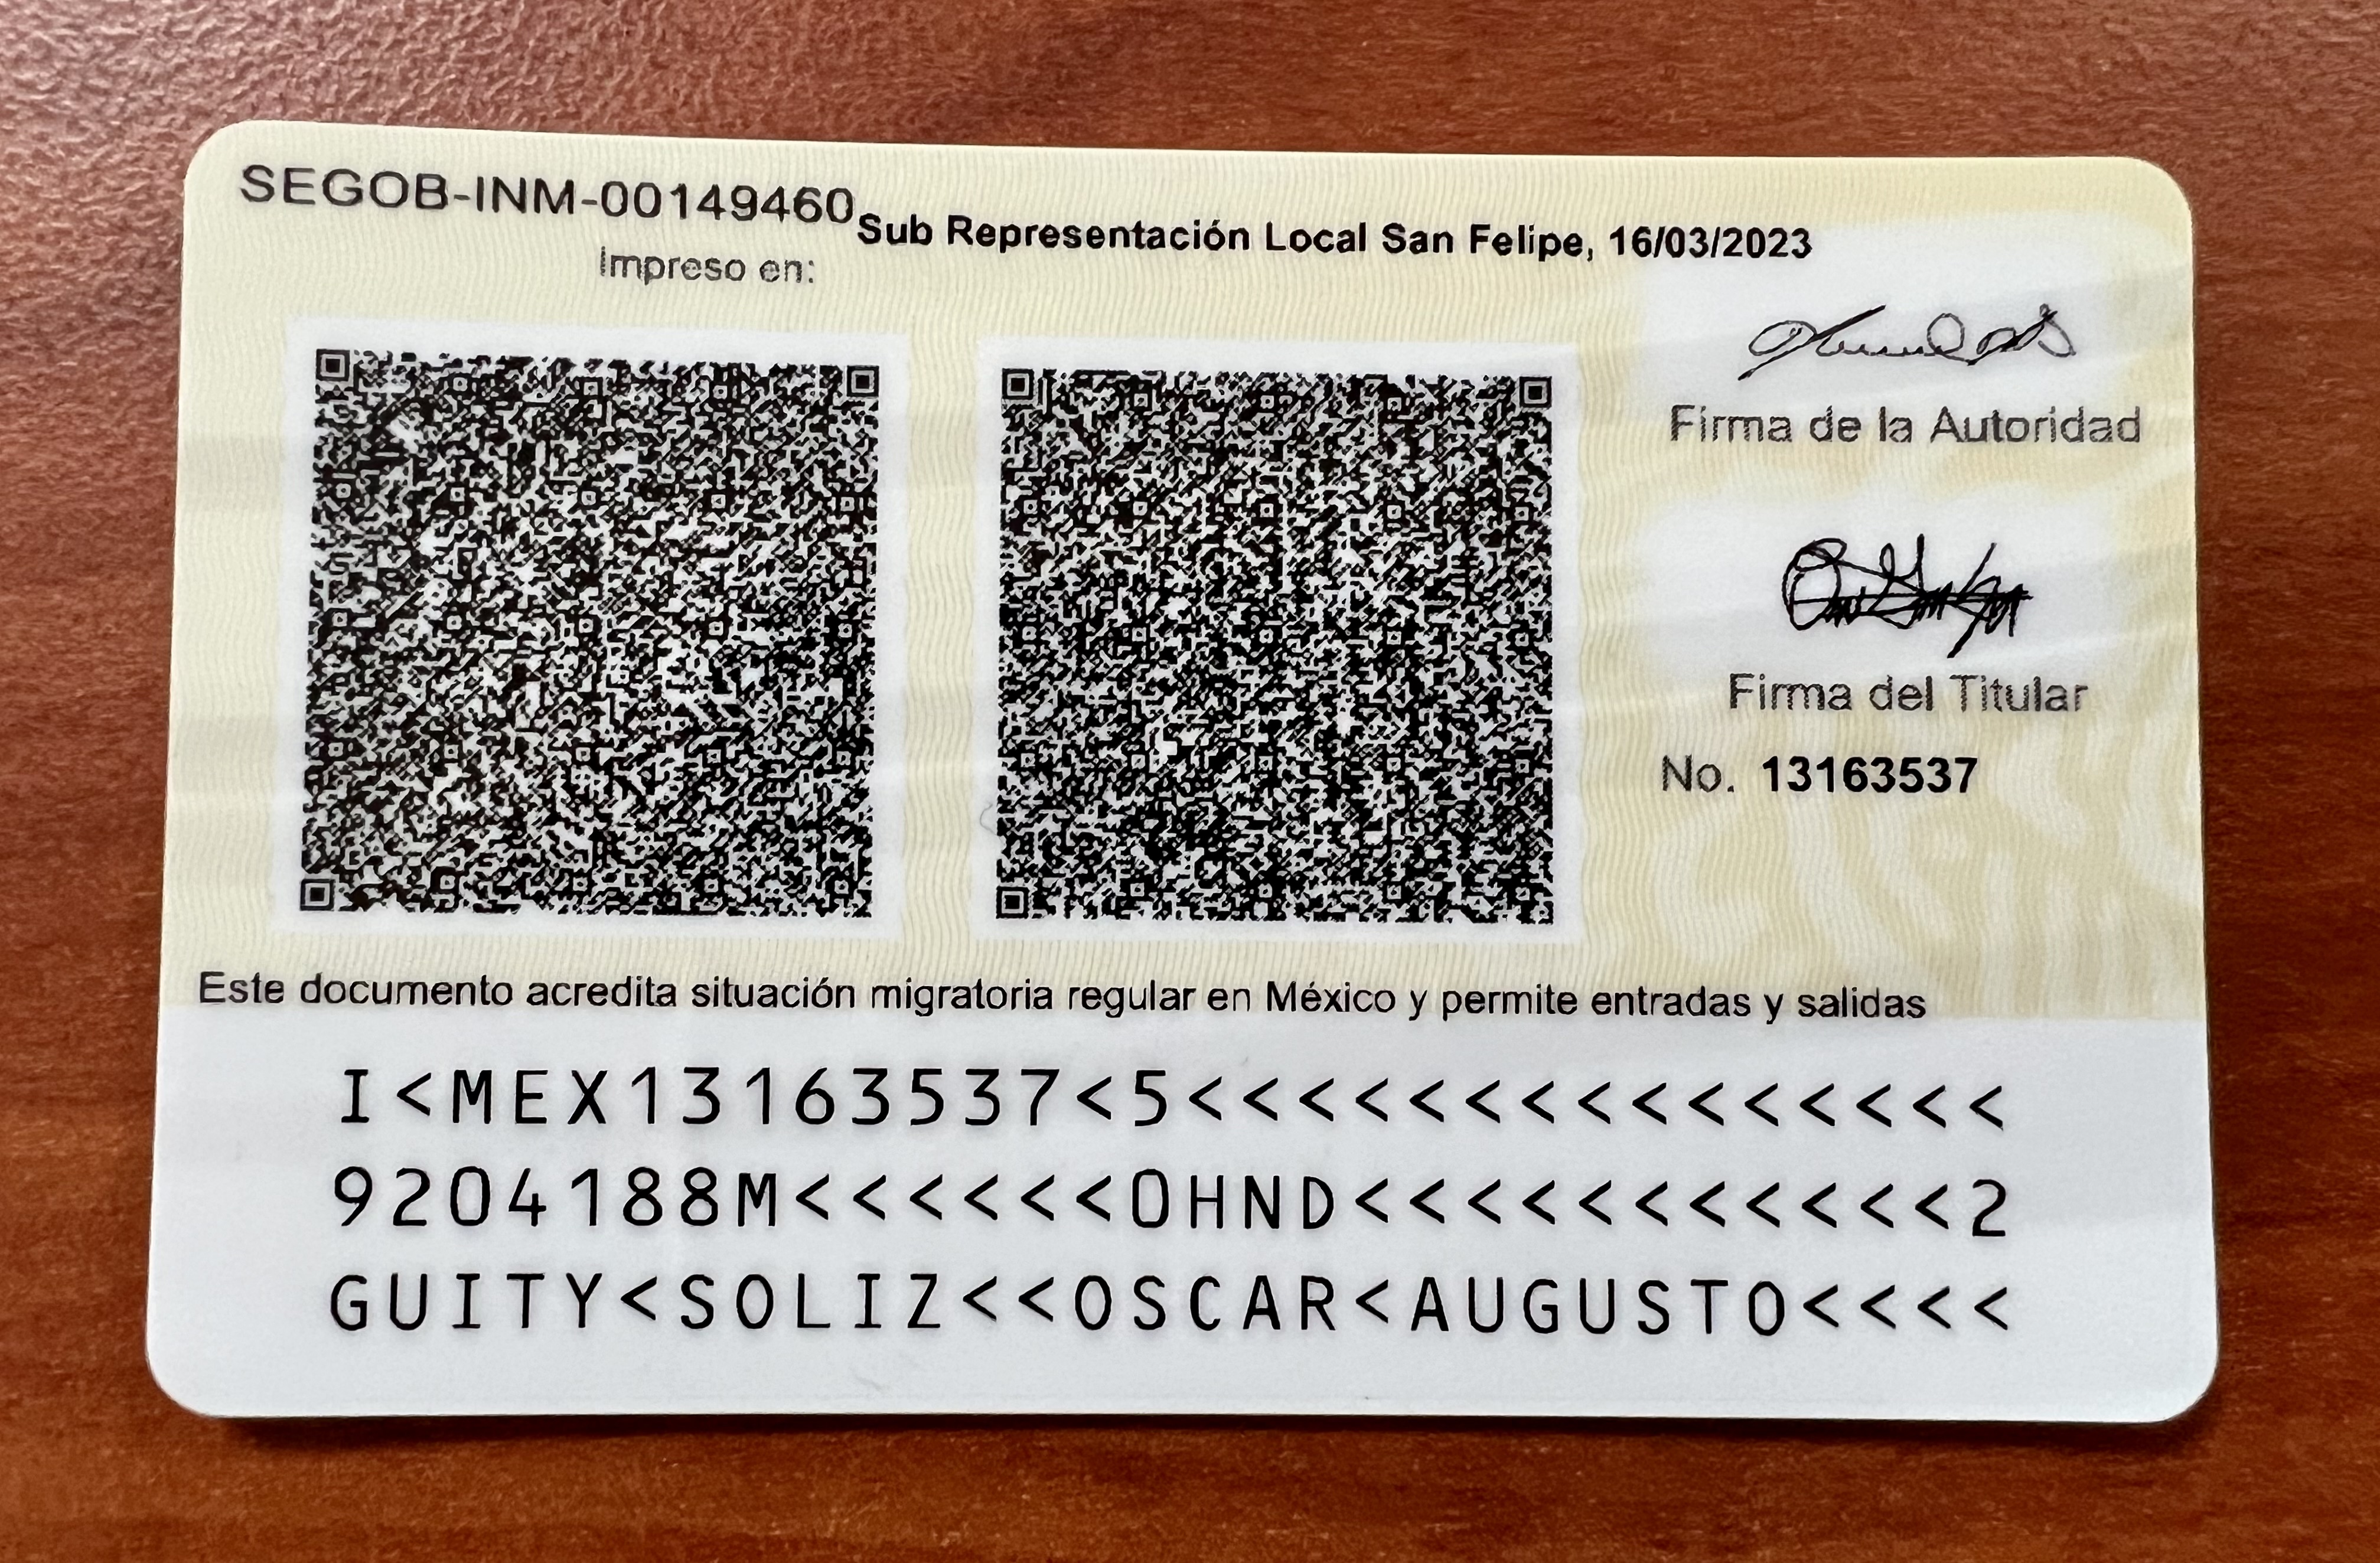 SEGOB-INM-00149460
Sub Representación Local San Felipe, 16/03/2023
Impreso en:
Firma de la Autoridad
Firma del Titular
No. 13163537
Este documento acredita situación migratoria regular en México y permite entradas y salidas
I<MEX13163537<5<<<<<<<<<<<<<<<
9204188M<<<<<<0HND<<<<<<<<<<<2
GUITY<SOLIZ<<OSCAR<AUGUSTO<<<<